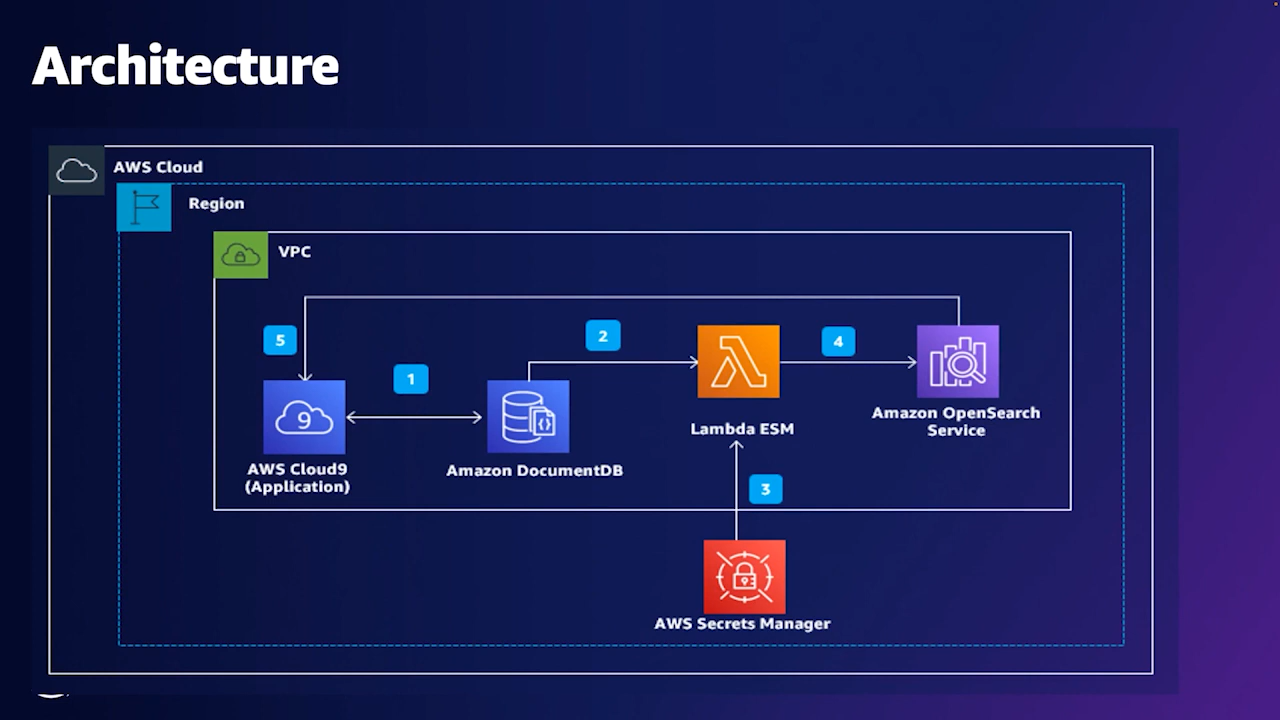 Architecture
AWS Cloud
Region
VPC
5
1
2
4
9
AWS Cloud9
(Application)
Amazon DocumentDB
Lambda ESM
Amazon OpenSearch
Service
3
AWS Secrets Manager